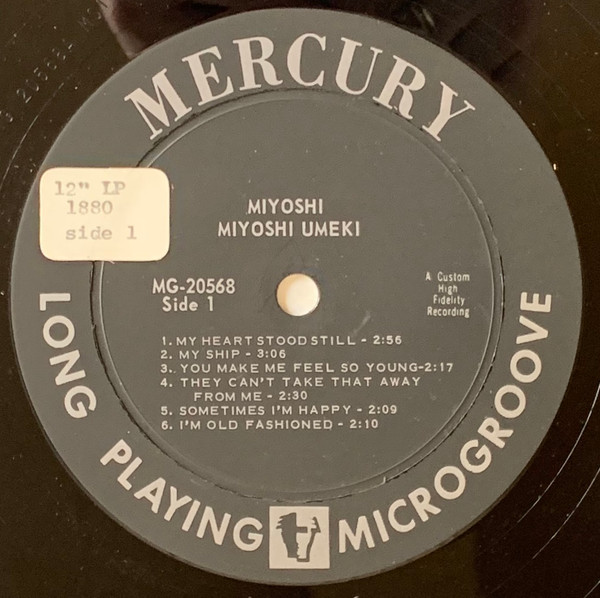 MERCURY
12" LP
1880
side 1
MIYOSHI
MIYOSHI UMEKI
MG-20568
Side 1
A Custom
High
Fidelity
Recording
1. MY HEART STOOD STILL - 2:56
2. MY SHIP - 3:06
3. YOU MAKE ME FEEL SO YOUNG-2:17
4. THEY CAN'T TAKE THAT AWAY
FROM ME - 2:30
5. SOMETIMES I'M HAPPY - 2:09
6. I'M OLD FASHIONED - 2:10
LONG PLAYING MICROGROOVE